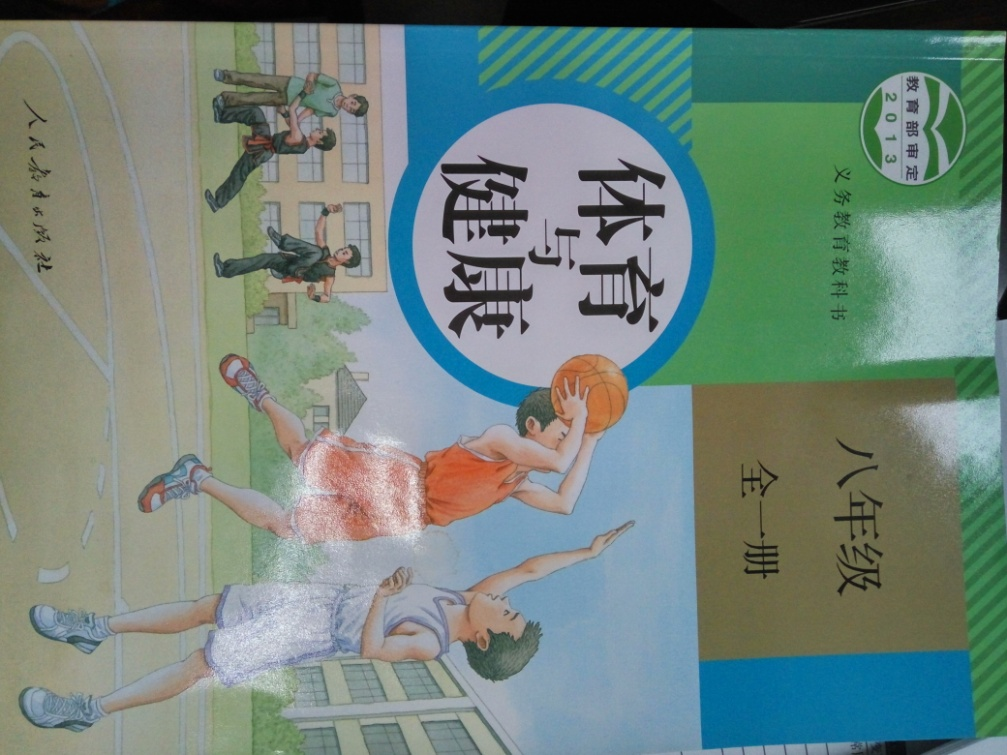 教育部审定
2013
义务教育教科书
八年级
全一册
体育
与
健康
人民教育出版社